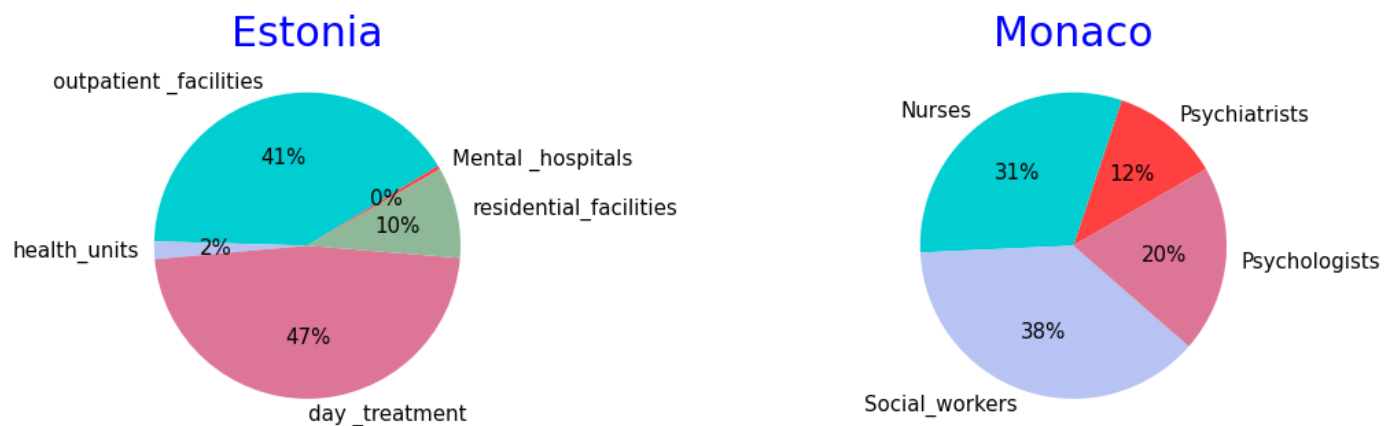 Estonia
outpatient _facilities
41%
Mental _hospitals
0%
residential_facilities
10%
health_units
2%
47%
day _treatment
Monaco
Nurses
Psychiatrists
31%
12%
20%
Psychologists
38%
Social_workers